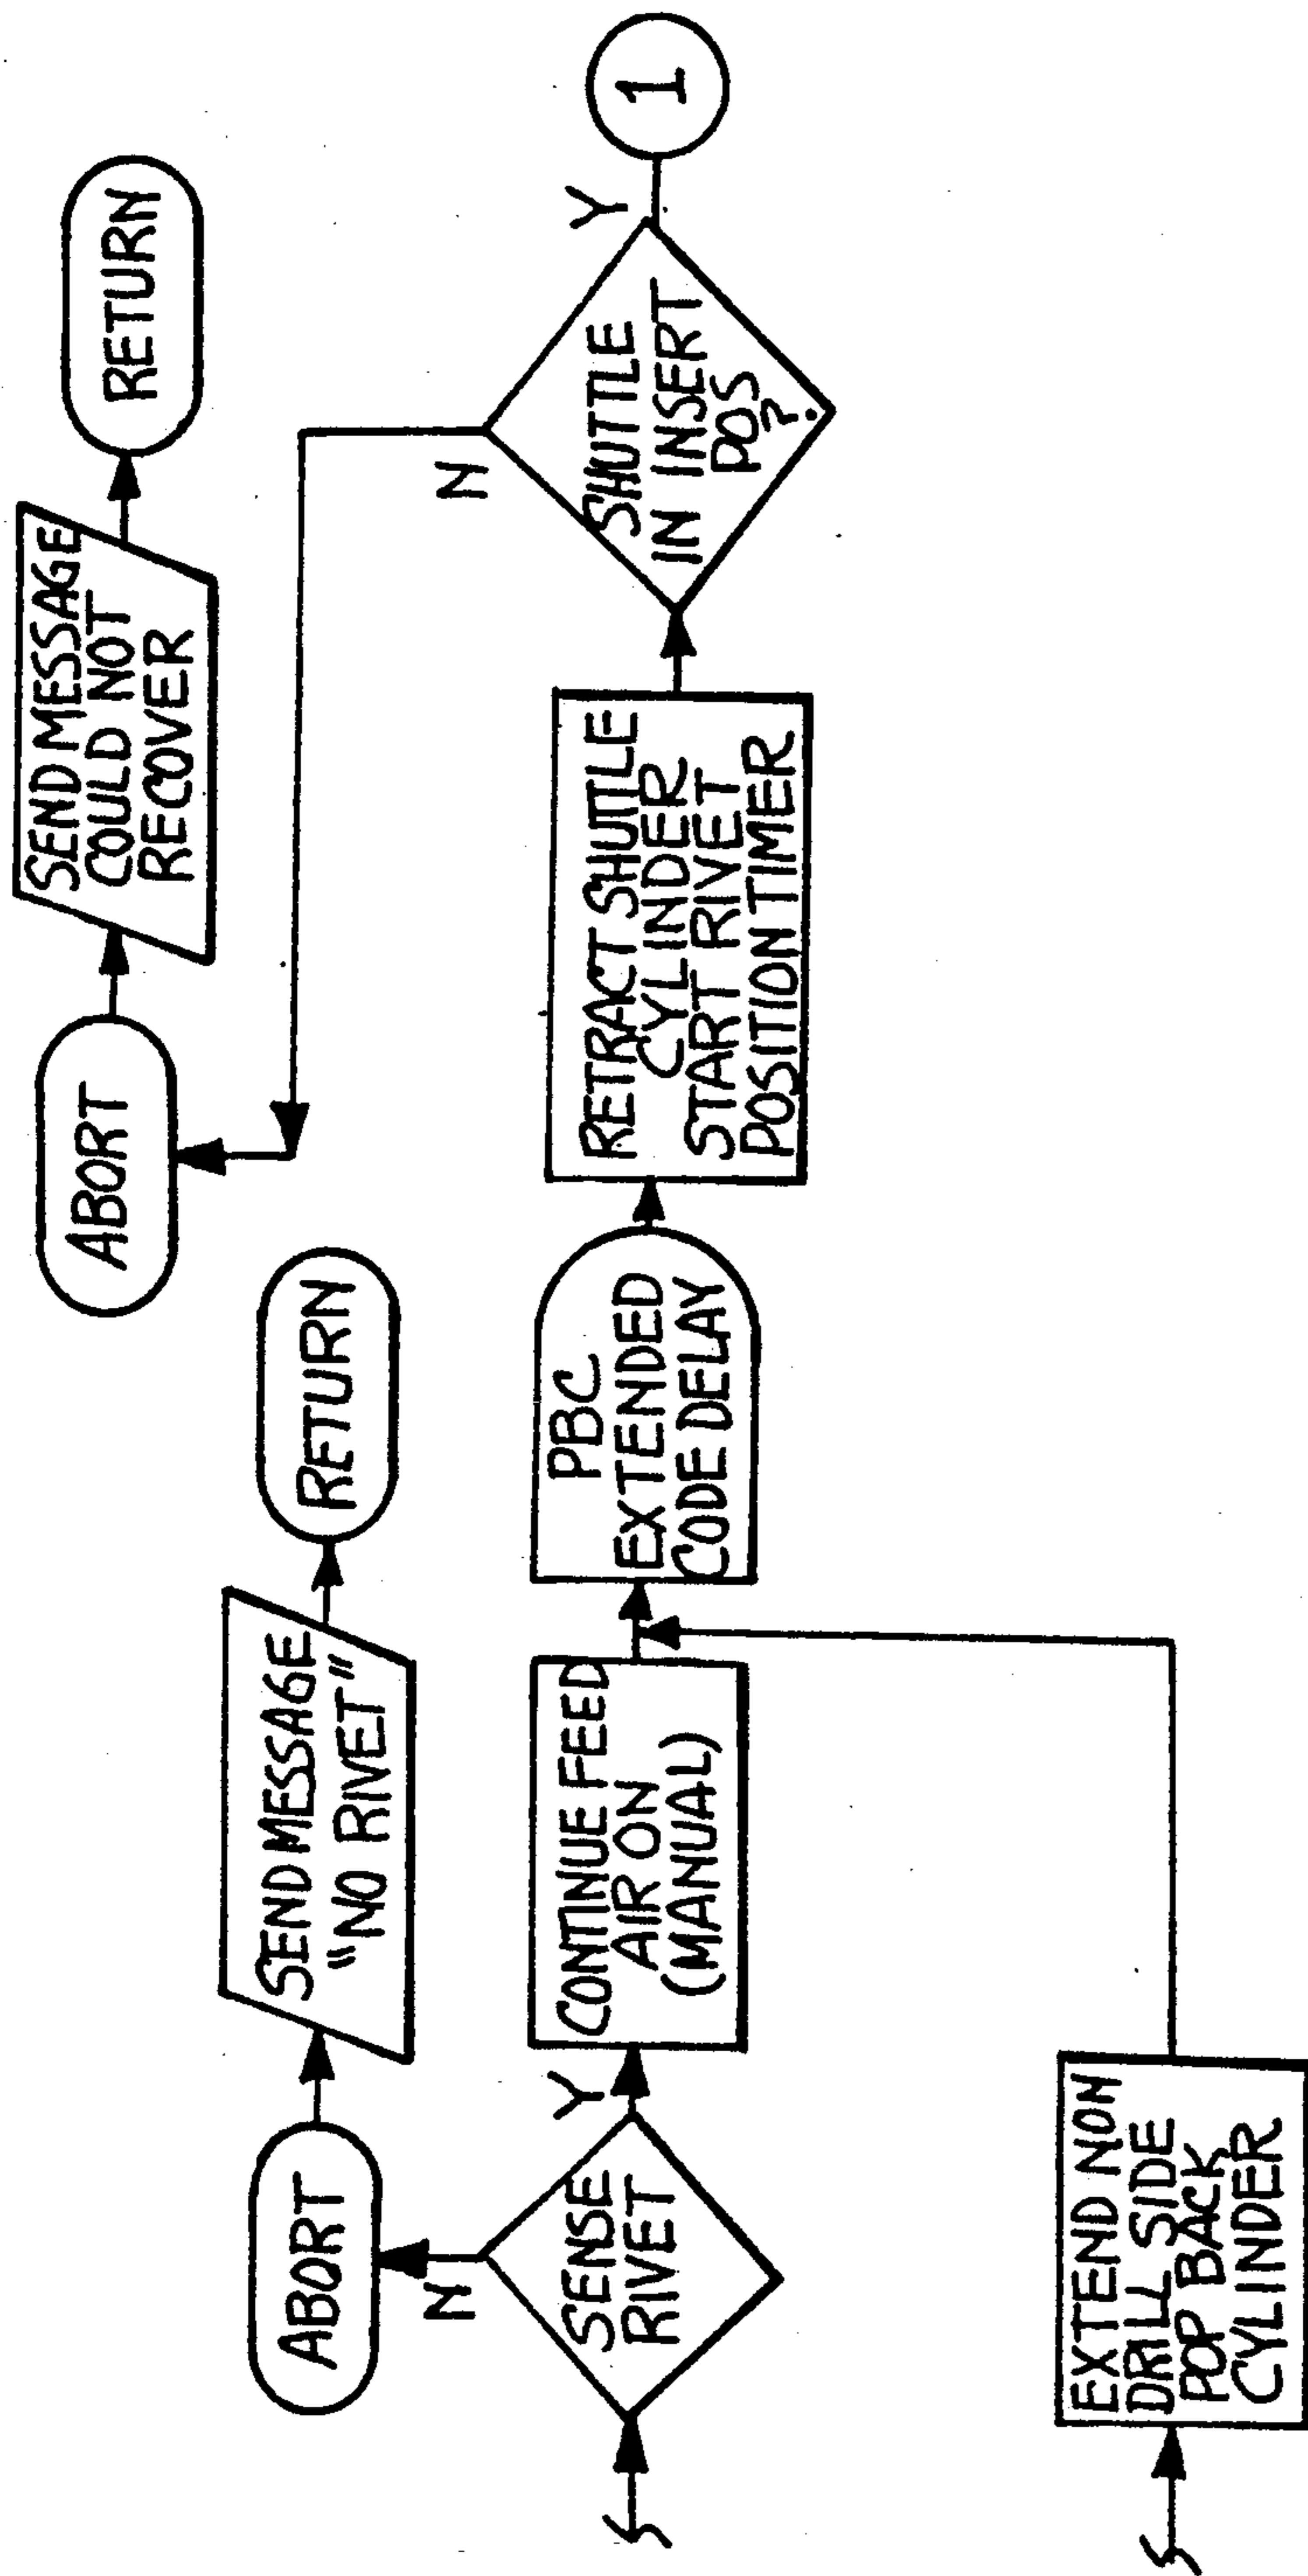 ABORT
SEND MESSAGE
COULD NOT
RECOVER
RETURN
ABORT
SEND MESSAGE
"NO RIVET"
RETURN
N
N
SENSE
RIVET
Y
CONTINUE FEED
AIR ON
(MANUAL)
PBC
EXTENDED
CODE DELAY
RETRACT SHUTTLE
CYLINDER
START RIVET
POSITION TIMER
SHUTTLE
IN INSERT
POS
?
Y
1
EXTEND NON
DRILL SIDE
POP BACK
CYLINDER